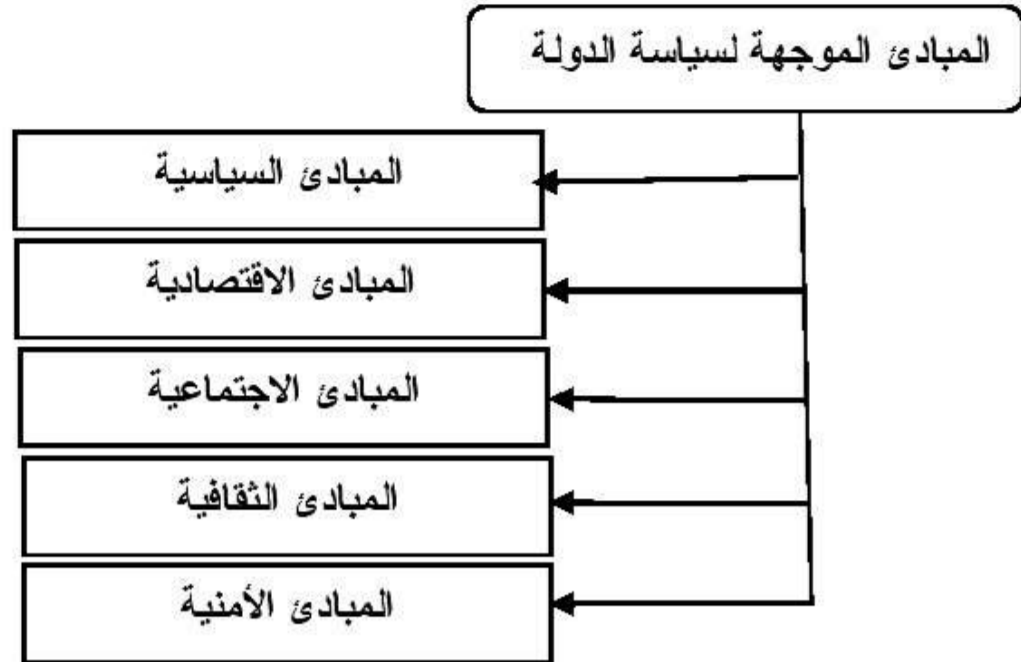 المبادئ الموجهة لسياسة الدولة
المبادئ السياسية
المبادئ الاقتصادية
المبادئ الاجتماعية
المبادئ الثقافية
المبادئ الأمنية